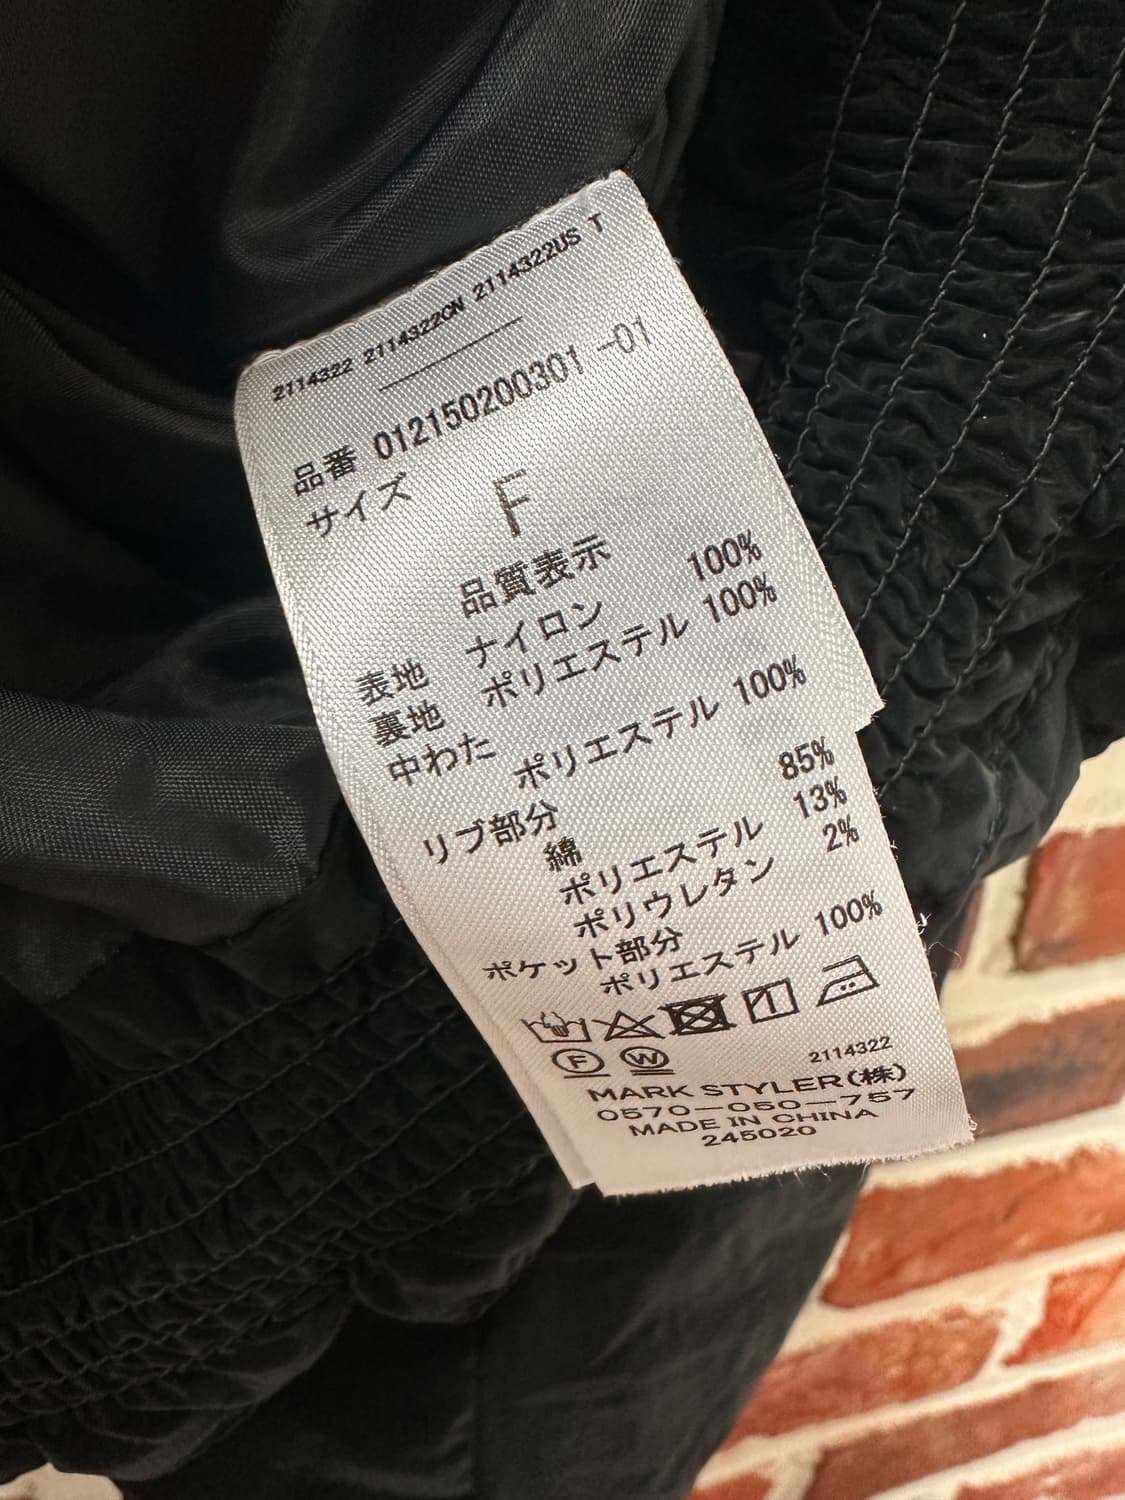 2114322 2114322CN 2114322US T
品番 012150200301 -01
サイズ F
品質表示
表地 ナイロン 100%
裏地 ポリエステル 100%
中わた
ポリエステル 100%
リブ部分
綿 85%
ポリエステル 13%
ポリウレタン 2%
ポケット部分
ポリエステル 100%
F W
2114322
MARK STYLER(株)
0570-050-757
MADE IN CHINA
245020